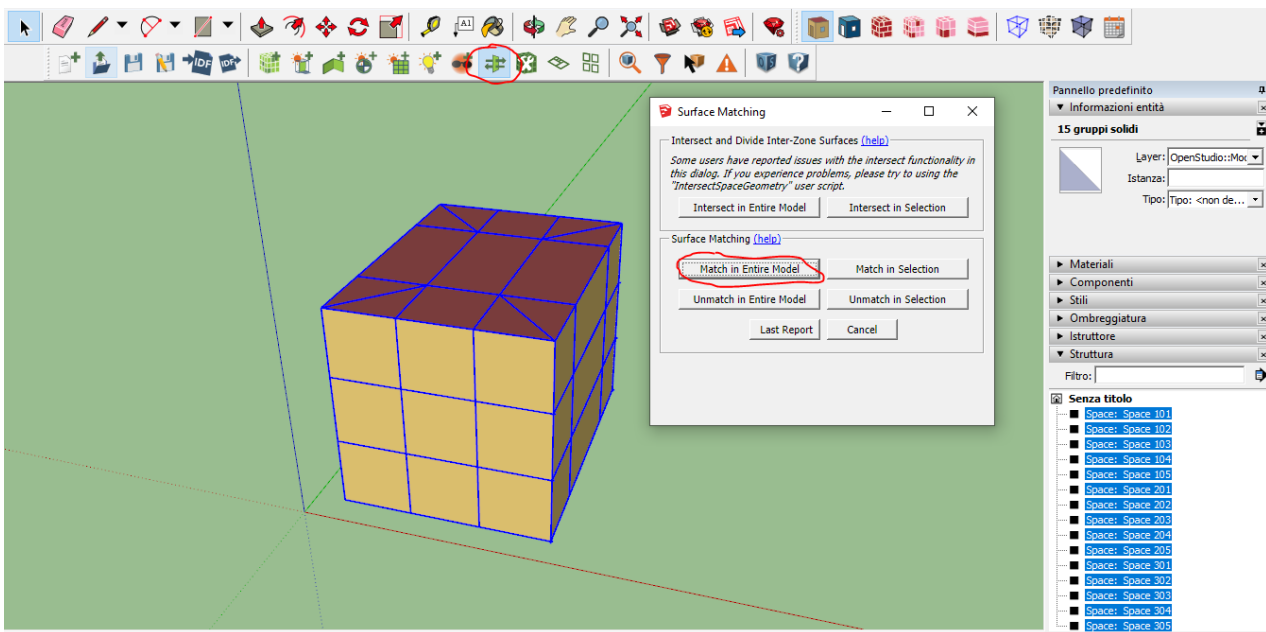 A1
IDF
IDF
Surface Matching
Intersect and Divide Inter-Zone Surfaces (help)
Some users have reported issues with the intersect functionality in
this dialog. If you experience problems, please try to using the
"IntersectSpaceGeometry" user script.
Intersect in Entire Model
Intersect in Selection
Surface Matching (help)
Match in Entire Model
Match in Selection
Unmatch in Entire Model
Unmatch in Selection
Last Report
Cancel
Pannello predefinito
Informazioni entità
15 gruppi solidi
Layer: OpenStudio::Moc
Istanza:
Tipo: Tipo: <non de...
Materiali
Componenti
Stili
Ombreggiatura
Istruttore
Struttura
Filtro:
Senza titolo
Space: Space 101
Space: Space 102
Space: Space 103
Space: Space 104
Space: Space 105
Space: Space 201
Space: Space 202
Space: Space 203
Space: Space 204
Space: Space 205
Space: Space 301
Space: Space 302
Space: Space 303
Space: Space 304
Space: Space 305